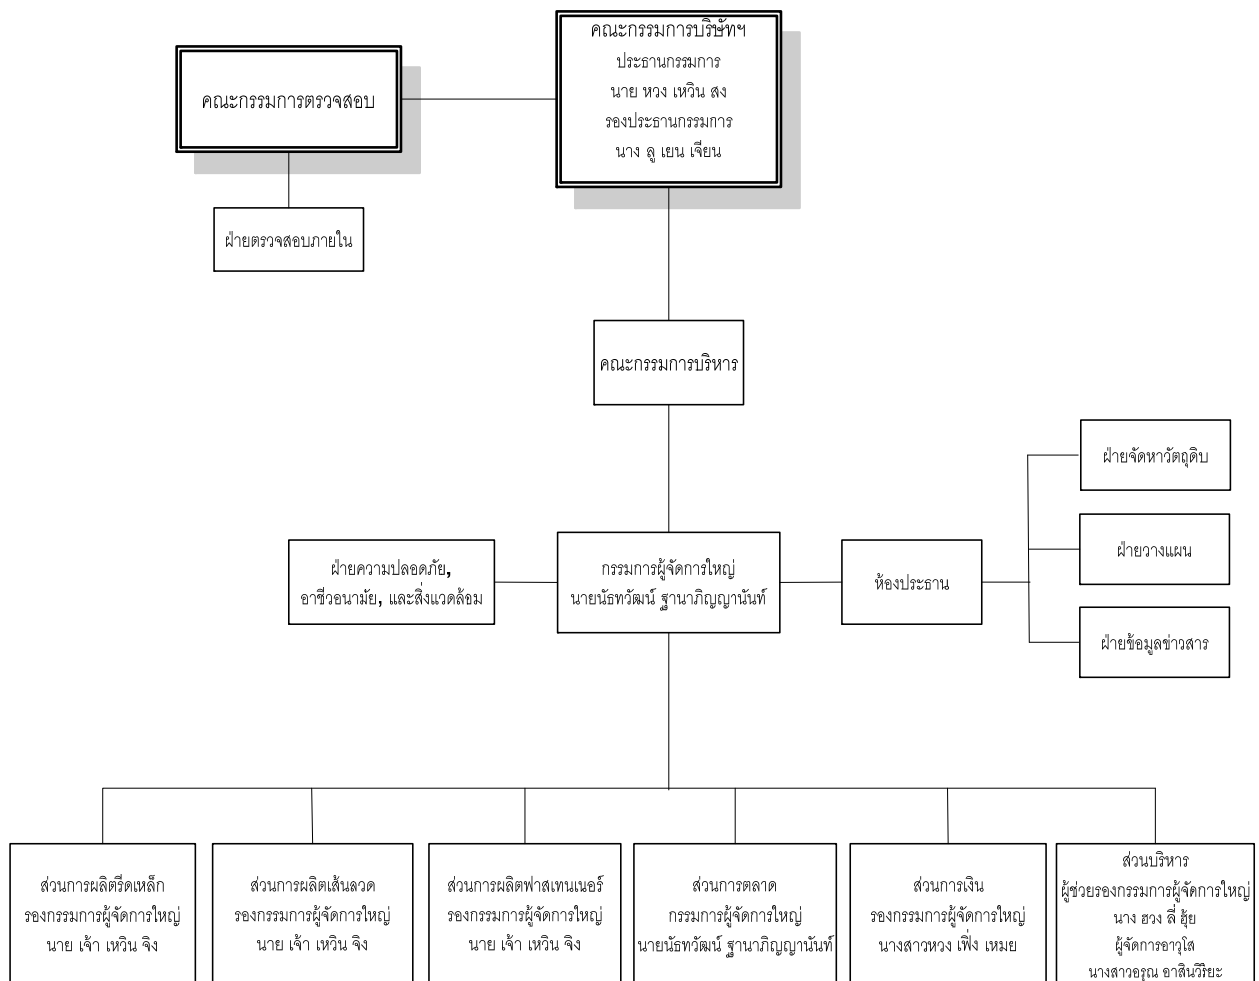 คณะกรรมการบริษัทฯ
ประธานกรรมการ
นาย หวง เหวิน สง
รองประธานกรรมการ
นาง ลู เยน เจียน
คณะกรรมการตรวจสอบ
ฝ่ายตรวจสอบภายใน
คณะกรรมการบริหาร
ฝ่ายจัดหาวัตถุดิบ
ฝ่ายวางแผน
ฝ่ายข้อมูลข่าวสาร
ฝ่ายความปลอดภัย,
อาชีวอนามัย, และสิ่งแวดล้อม
กรรมการผู้จัดการใหญ่
นายนัธทวัฒน์ ฐานาภิญญานันท์
ห้องประธาน
ส่วนการผลิตรีดเหล็ก
รองกรรมการผู้จัดการใหญ่
นาย เจ้า เหวิน จิง
ส่วนการผลิตเส้นลวด
รองกรรมการผู้จัดการใหญ่
นาย เจ้า เหวิน จิง
ส่วนการผลิตฟาสเทนเนอร์
รองกรรมการผู้จัดการใหญ่
นาย เจ้า เหวิน จิง
ส่วนการตลาด
กรรมการผู้จัดการใหญ่
นายนัธทวัฒน์ ฐานาภิญญานันท์
ส่วนการเงิน
รองกรรมการผู้จัดการใหญ่
นางสาวหวง เฟิ่ง เหมย
ส่วนบริหาร
ผู้ช่วยรองกรรมการผู้จัดการใหญ่
นาง ฮวง ลี่ ฮุ้ย
ผู้จัดการอาวุโส
นางสาวอรุณ อาสินวิริยะ